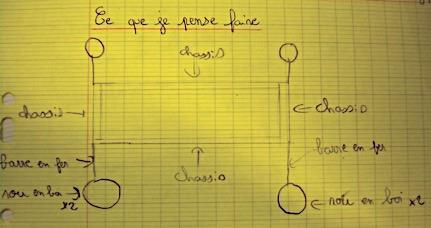 Ce que je pense faire
chassis
chassis
chassis
barre en fer
barre en fer
chassis
roue en bois x2
roue en bois x2